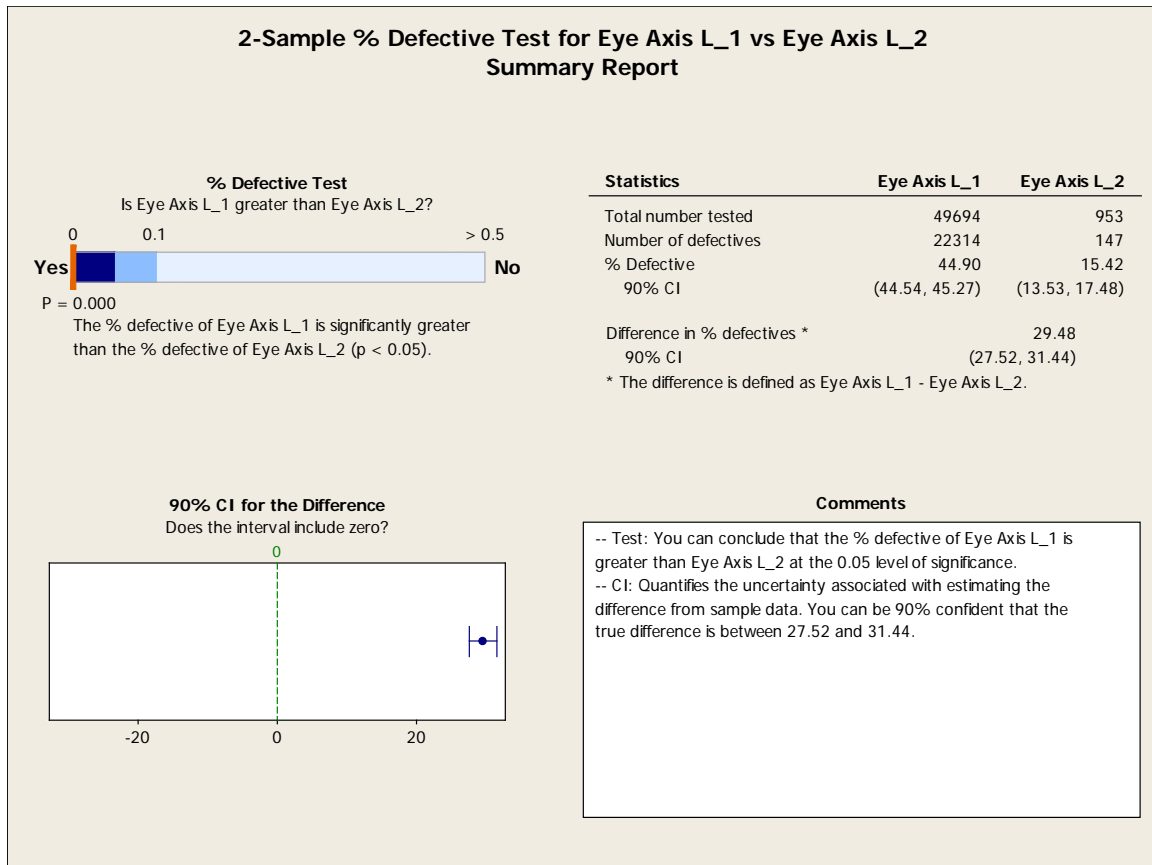 2-Sample % Defective Test for Eye Axis L_1 vs Eye Axis L_2
Summary Report
% Defective Test
Is Eye Axis L_1 greater than Eye Axis L_2?
0 0.1 > 0.5
Yes No
P = 0.000
The % defective of Eye Axis L_1 is significantly greater
than the % defective of Eye Axis L_2 (p < 0.05).
Statistics Eye Axis L_1 Eye Axis L_2
Total number tested 49694 953
Number of defectives 22314 147
% Defective 44.90 15.42
90% CI (44.54, 45.27) (13.53, 17.48)
Difference in % defectives * 29.48
90% CI (27.52, 31.44)
* The difference is defined as Eye Axis L_1 - Eye Axis L_2.
90% CI for the Difference
Does the interval include zero?
0
-20 0 20
Comments
-- Test: You can conclude that the % defective of Eye Axis L_1 is
greater than Eye Axis L_2 at the 0.05 level of significance.
-- CI: Quantifies the uncertainty associated with estimating the
difference from sample data. You can be 90% confident that the
true difference is between 27.52 and 31.44.